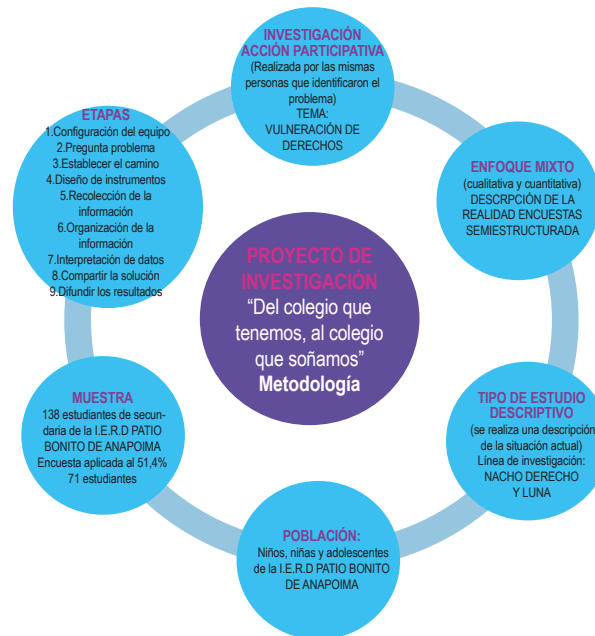 INVESTIGACIÓN
ACCIÓN PARTICIPATIVA
(Realizada por las mismas
personas que identificaron el
problema)
TEMA:
VULNERACIÓN DE
DERECHOS
ENFOQUE MIXTO
(cualitativa y cuantitativa)
DESCRPCIÓN DE LA
REALIDAD ENCUESTAS
SEMIESTRUCTURADA
TIPO DE ESTUDIO
DESCRIPTIVO
(se realiza una descripción
de la situación actual)
Línea de investigación:
NACHO DERECHO
Y LUNA
POBLACIÓN:
Niños, niñas y adolescentes
de la I.E.R.D PATIO BONITO
DE ANAPOIMA
MUESTRA
138 estudiantes de secun-
daria de la I.E.R.D PATIO
BONITO DE ANAPOIMA
Encuesta aplicada al 51,4%
71 estudiantes
ETAPAS
1.Configuración del equipo
2.Pregunta problema
3.Establecer el camino
4.Diseño de instrumentos
5.Recolección de la
información
6.Organización de la
información
7.Interpretación de datos
8.Compartir la solución
9.Difundir los resultados
PROYECTO DE
INVESTIGACIÓN
“Del colegio que
tenemos, al colegio
que soñamos”
Metodología